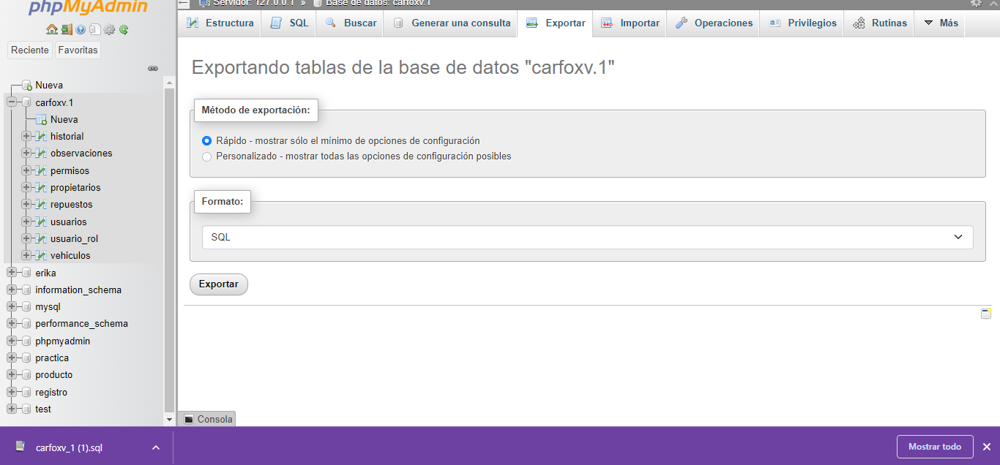 phpMyAdmin
Reciente
Favoritas
Nueva
carfoxv.1
Nueva
historial
observaciones
permisos
propietarios
repuestos
usuarios
usuario_rol
vehiculos
erika
information_schema
mysql
performance_schema
phpmyadmin
practica
producto
registro
test
Servidor: 127.0.0.1 » Base de datos: carfoxv.1
Estructura
SQL
Buscar
Generar una consulta
Exportar
Importar
Operaciones
Privilegios
Rutinas
Más
Exportando tablas de la base de datos "carfoxv.1"
Método de exportación:
Rápido - mostrar sólo el mínimo de opciones de configuración
Personalizado - mostrar todas las opciones de configuración posibles
Formato:
SQL
Exportar
Consola
carfoxv_1 (1).sql
Mostrar todo